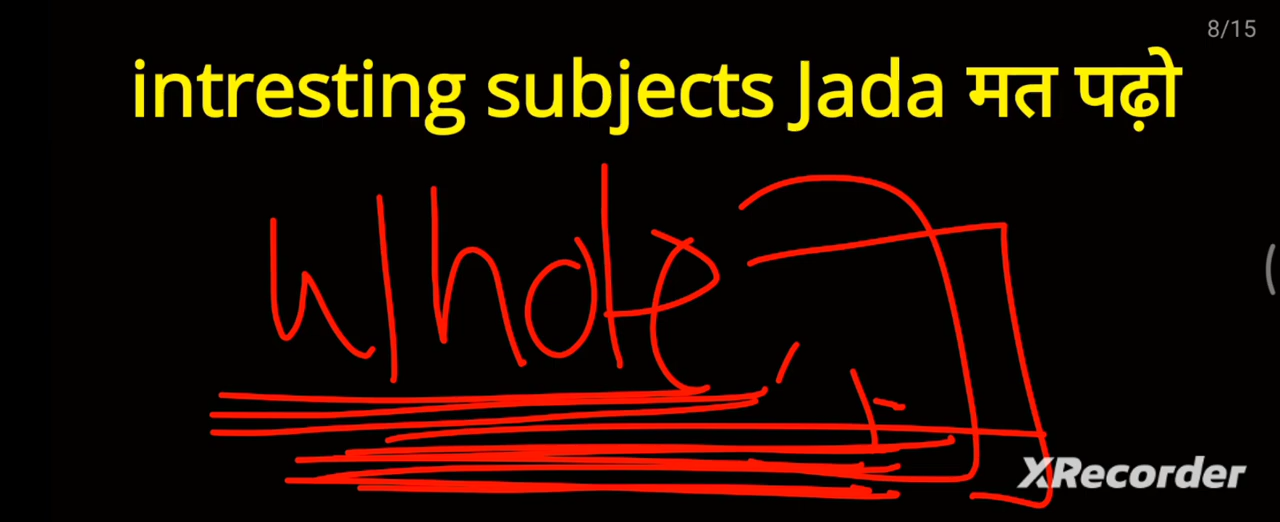 8/15
intresting subjects Jada मत पढ़ो
Whole
XRecorder